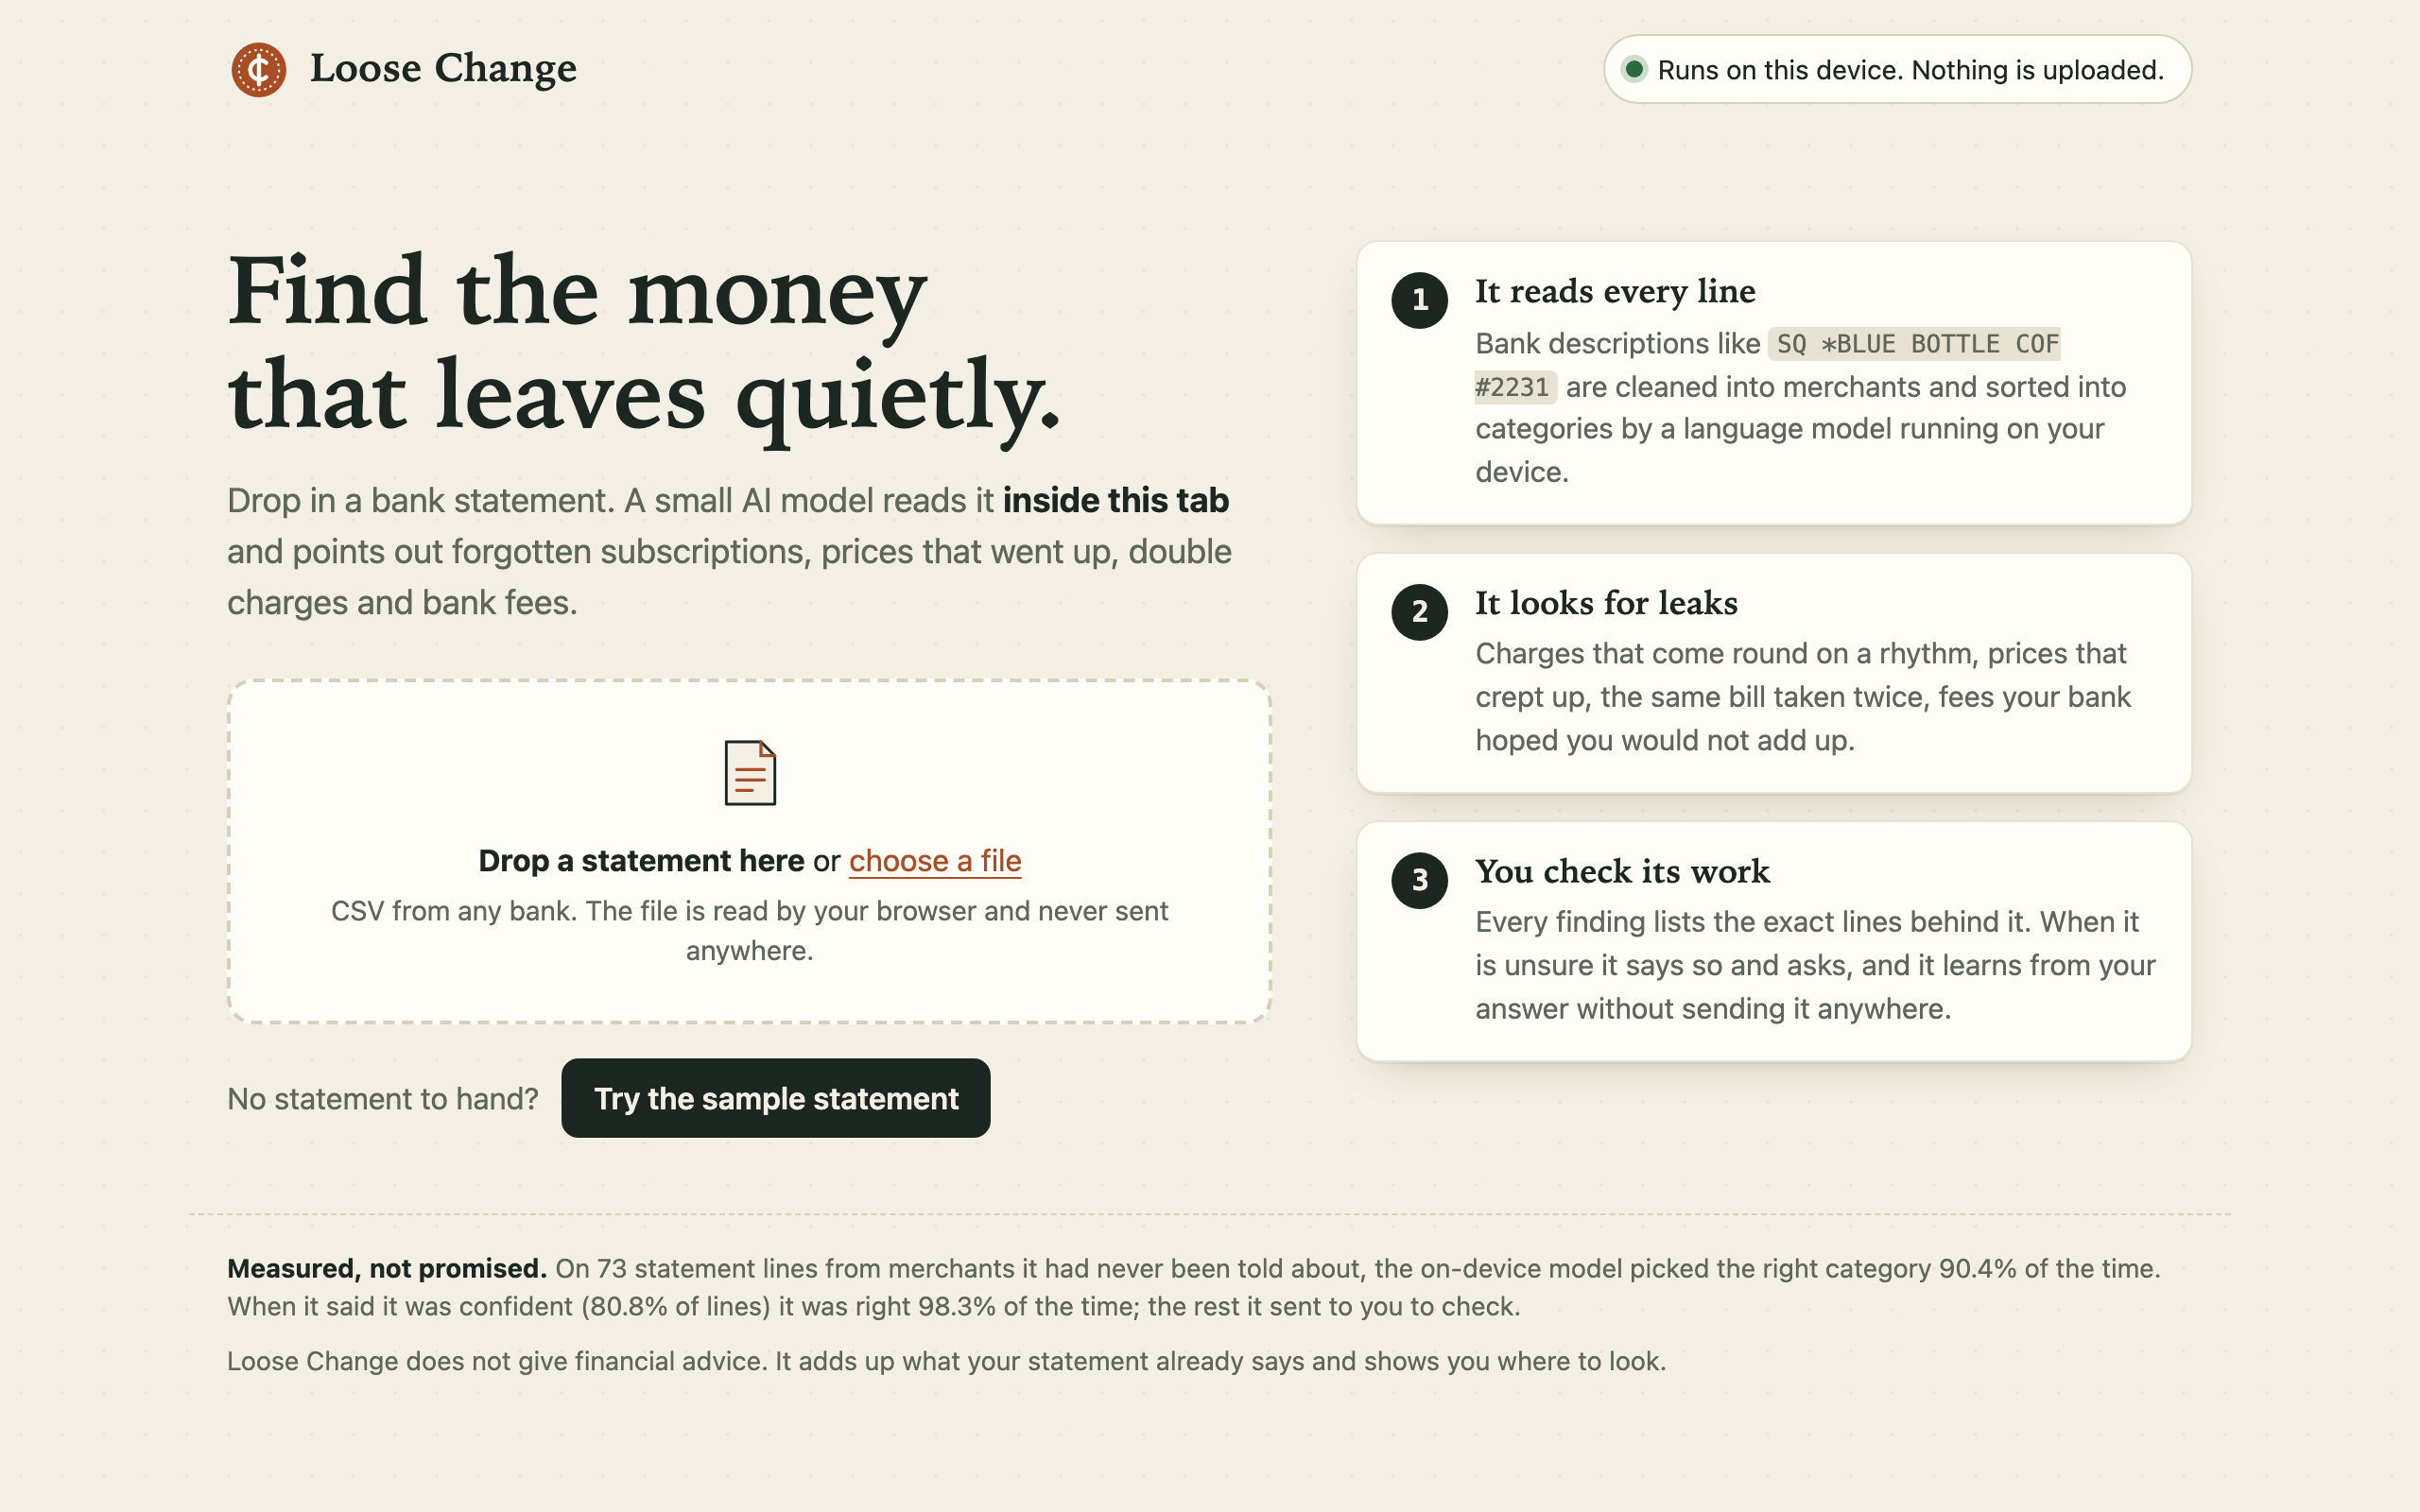 ¢ Loose Change
Runs on this device. Nothing is uploaded.
Find the money
that leaves quietly.
Drop in a bank statement. A small AI model reads it inside this tab
and points out forgotten subscriptions, prices that went up, double
charges and bank fees.
Drop a statement here or choose a file
CSV from any bank. The file is read by your browser and never sent
anywhere.
No statement to hand? Try the sample statement
1 It reads every line
Bank descriptions like SQ *BLUE BOTTLE COF
#2231 are cleaned into merchants and sorted into
categories by a language model running on your
device.
2 It looks for leaks
Charges that come round on a rhythm, prices that
crept up, the same bill taken twice, fees your bank
hoped you would not add up.
3 You check its work
Every finding lists the exact lines behind it. When it
is unsure it says so and asks, and it learns from your
answer without sending it anywhere.
Measured, not promised. On 73 statement lines from merchants it had never been told about, the on-device model picked the right category 90.4% of the time.
When it said it was confident (80.8% of lines) it was right 98.3% of the time; the rest it sent to you to check.
Loose Change does not give financial advice. It adds up what your statement already says and shows you where to look.